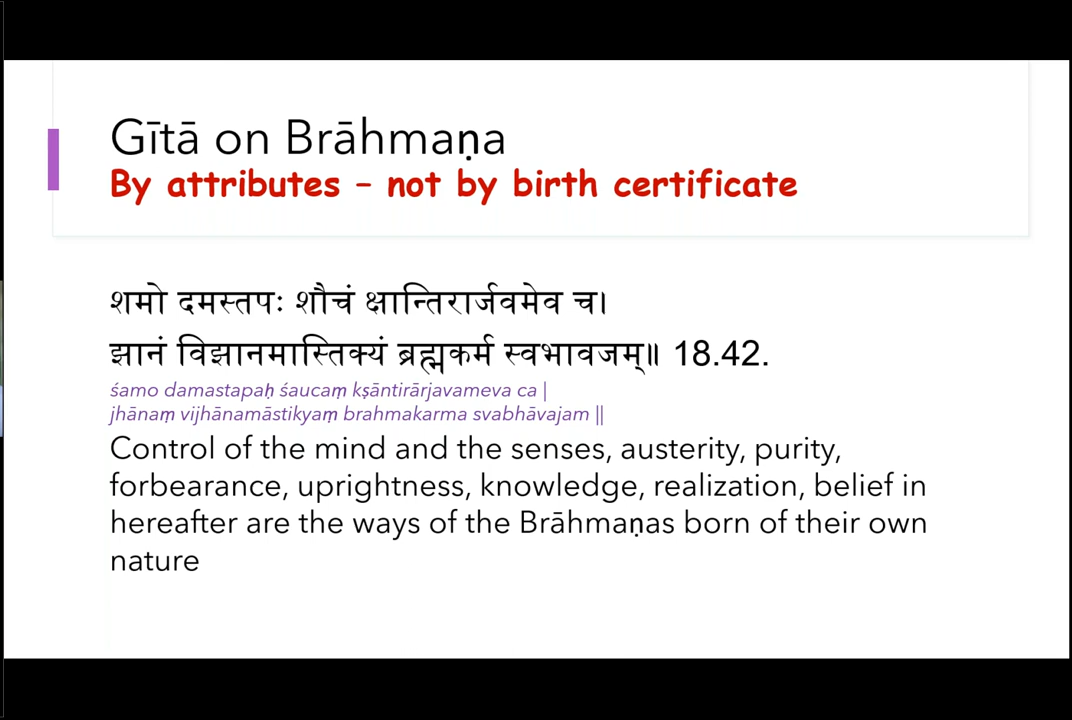 Gītā on Brāhmaṇa
By attributes – not by birth certificate
शमो दमस्तपः शौचं क्षान्तिरार्जवमेव च।
झानं विझानमास्तिक्यं ब्रह्मकर्म स्वभावजम्॥ 18.42.
śamo damastapaḥ śaucaṃ kṣāntirārjavameva ca |
jhānaṃ vijhānamāstikyaṃ brahmakarma svabhāvajam ||
Control of the mind and the senses, austerity, purity,
forbearance, uprightness, knowledge, realization, belief in
hereafter are the ways of the Brāhmaṇas born of their own
nature